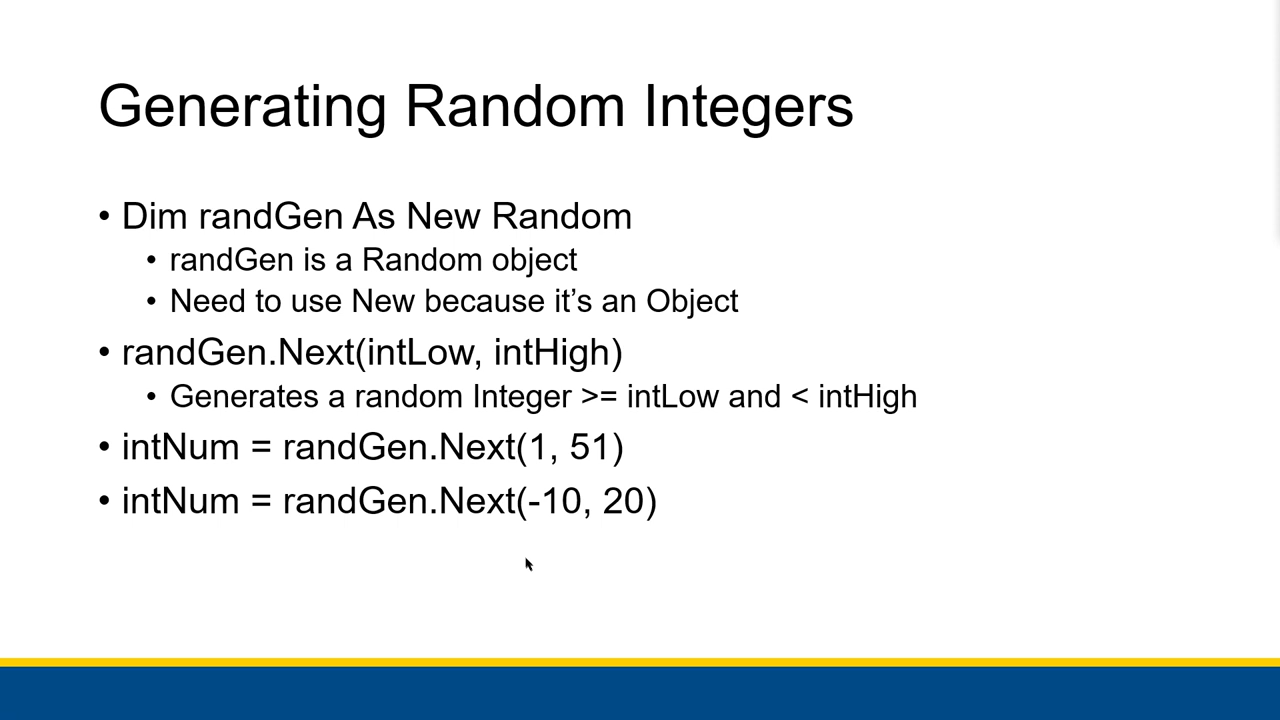 Generating Random Integers
• Dim randGen As New Random
• randGen is a Random object
• Need to use New because it’s an Object
• randGen.Next(intLow, intHigh)
• Generates a random Integer >= intLow and < intHigh
• intNum = randGen.Next(1, 51)
• intNum = randGen.Next(-10, 20)